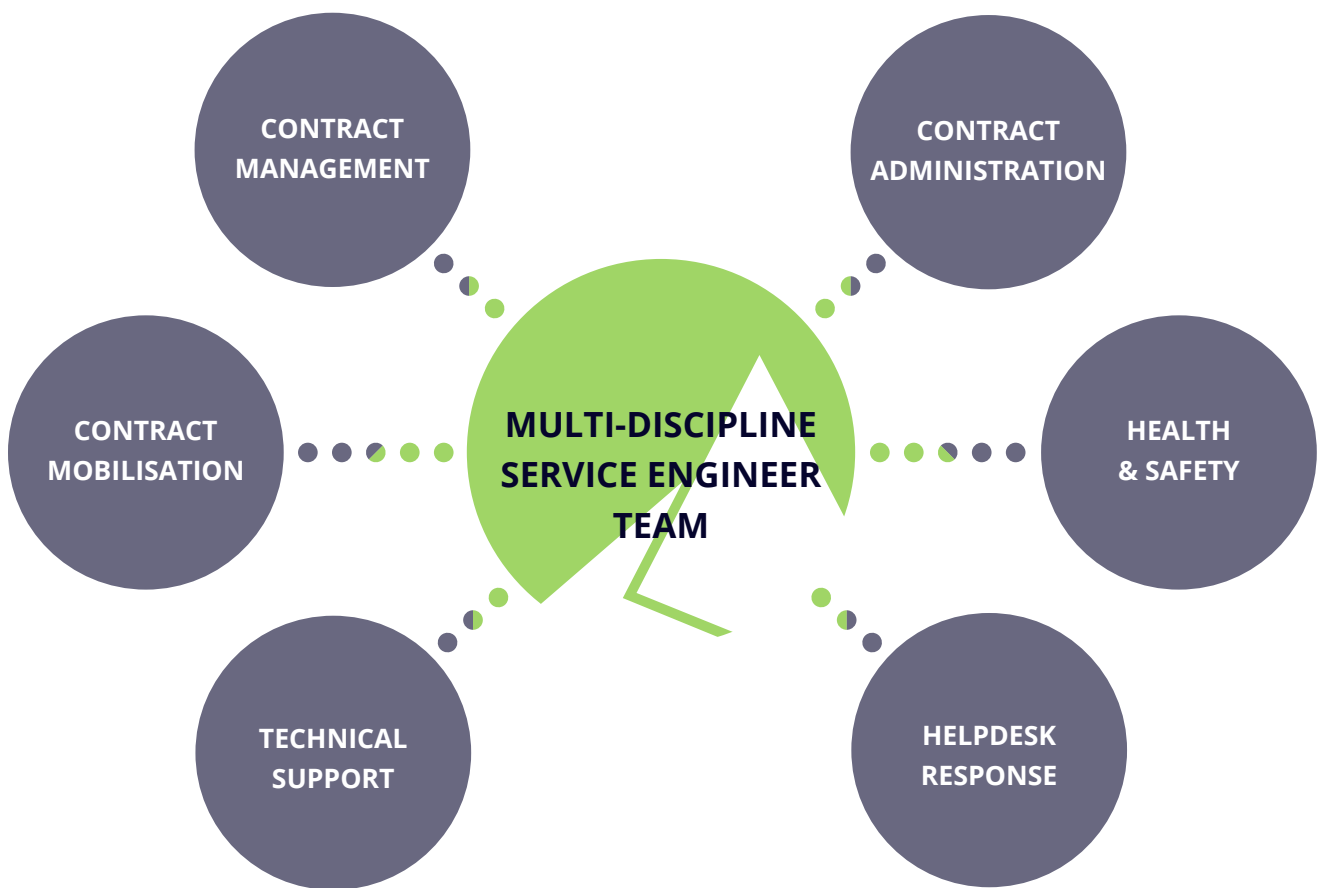 CONTRACT
MANAGEMENT
CONTRACT
ADMINISTRATION
CONTRACT
MOBILISATION
MULTI-DISCIPLINE
SERVICE ENGINEER
TEAM
HEALTH
& SAFETY
TECHNICAL
SUPPORT
HELPDESK
RESPONSE